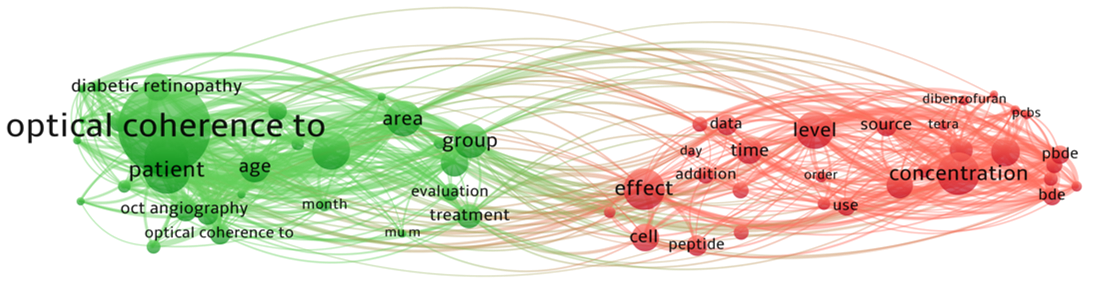 diabetic retinopathy
optical coherence to
patient
age
oct angiography
month
optical coherence to
area
group
evaluation
treatment
mu m
data
day
time
addition
effect
cell
peptide
level
source
order
use
dibenzofuran
pcbs
tetra
concentration
pbde
bde